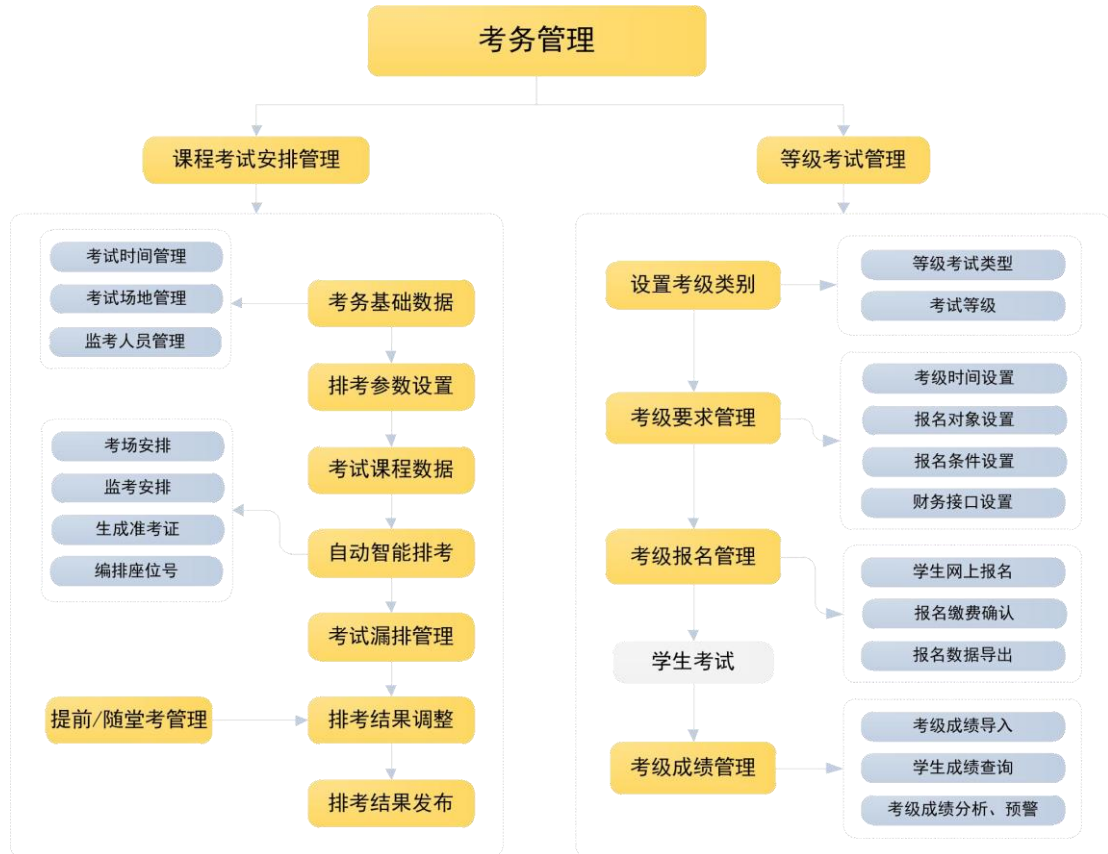 考务管理
课程考试安排管理
等级考试管理
考试时间管理
考试场地管理
监考人员管理
考务基础数据
排考参数设置
考试课程数据
考场安排
监考安排
生成准考证
编排座位号
自动智能排考
考试漏排管理
提前/随堂考管理
排考结果调整
排考结果发布
设置考级类别
等级考试类型
考试等级
考级要求管理
考级时间设置
报名对象设置
报名条件设置
财务接口设置
考级报名管理
学生网上报名
报名缴费确认
报名数据导出
学生考试
考级成绩管理
考级成绩导入
学生成绩查询
考级成绩分析、预警